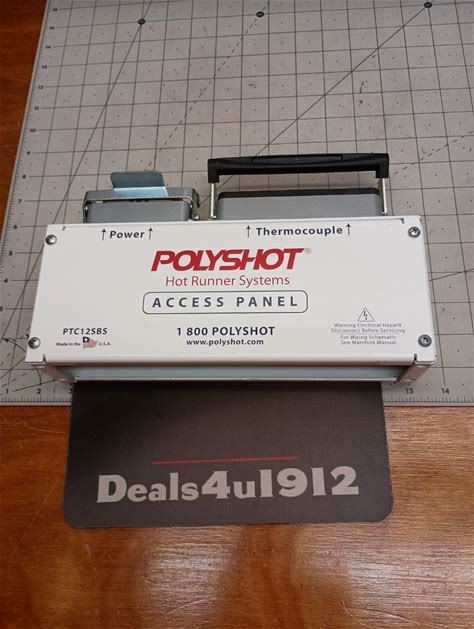 ↑ Power ↑
↑ Thermocouple ↑
POLYSHOT®
Hot Runner Systems
ACCESS PANEL
PTC12SBS
Made in the U.S.A.
1 800 POLYSHOT
www.polyshot.com
Warning Electrical Hazard
Disconnect Before Servicing
For Wiring Schematic
See Manifold Manual
Deals4u1912